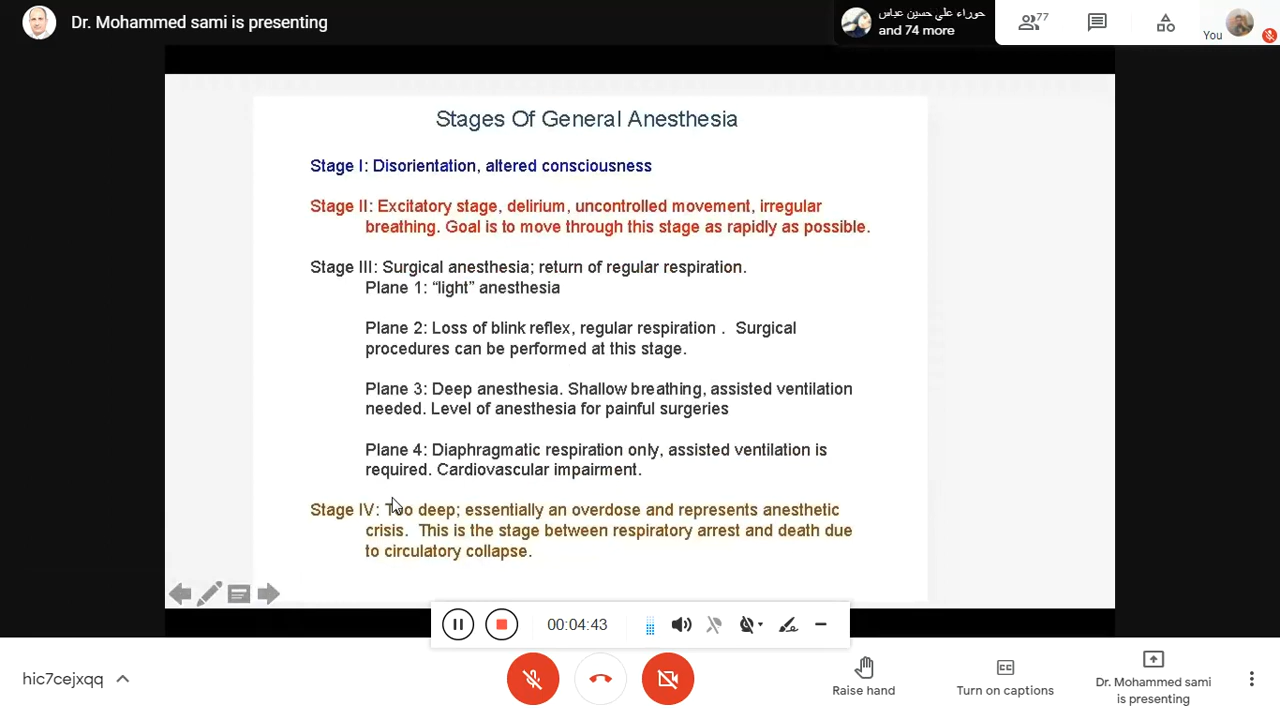 Dr. Mohammed sami is presenting
حوراء علي حسين عباس
and 74 more
77
You
Stages Of General Anesthesia
Stage I: Disorientation, altered consciousness
Stage II: Excitatory stage, delirium, uncontrolled movement, irregular
breathing. Goal is to move through this stage as rapidly as possible.
Stage III: Surgical anesthesia; return of regular respiration.
Plane 1: “light” anesthesia
Plane 2: Loss of blink reflex, regular respiration . Surgical
procedures can be performed at this stage.
Plane 3: Deep anesthesia. Shallow breathing, assisted ventilation
needed. Level of anesthesia for painful surgeries
Plane 4: Diaphragmatic respiration only, assisted ventilation is
required. Cardiovascular impairment.
Stage IV: Too deep; essentially an overdose and represents anesthetic
crisis. This is the stage between respiratory arrest and death due
to circulatory collapse.
00:04:43
hic7cejxqq
Raise hand
Turn on captions
Dr. Mohammed sami
is presenting